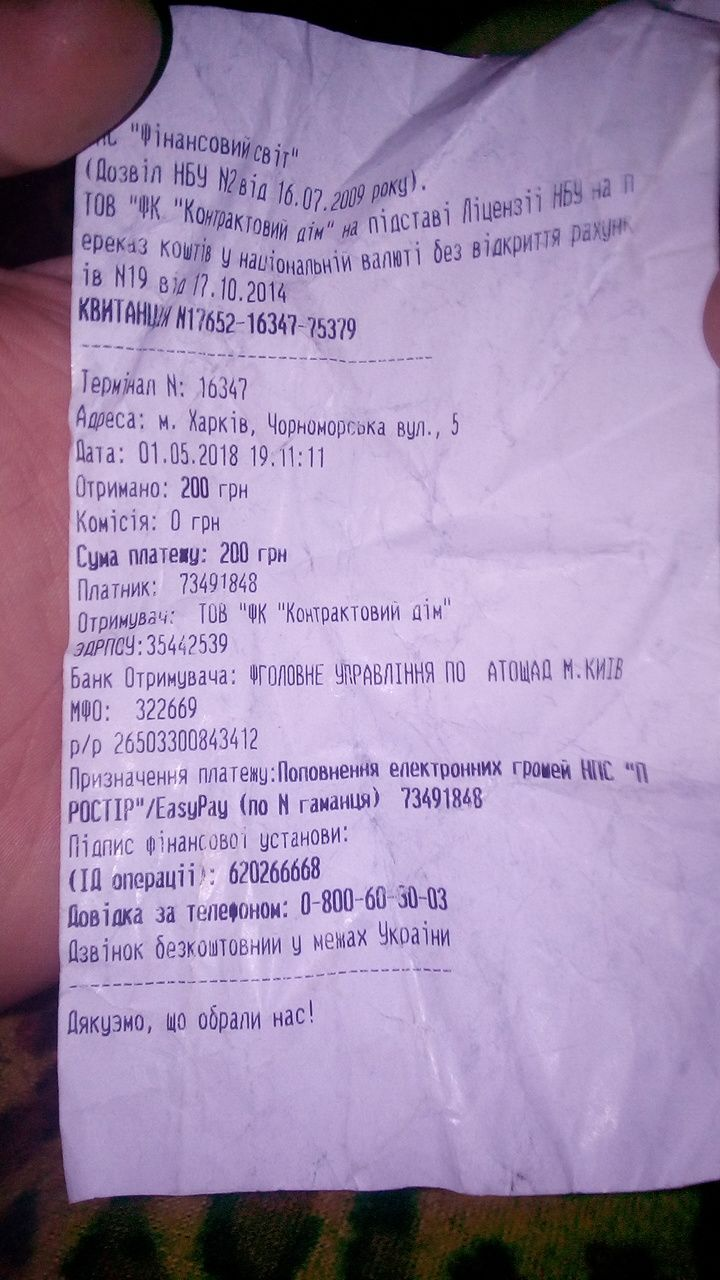 "Фінансовий світ"
(Дозвіл НБУ N2 від 16.07.2009 року).
ТОВ "ФК "Контрактовий дім" на підставі Ліцензії НБУ на п
ереказ коштів у національній валюті без відкриття рахунк
ів N19 від 17.10.2014
КВИТАНЦІЯ N17652-16347-75379
Термінал N: 16347
Адреса: м. Харків, Чорноморська вул., 5
Дата: 01.05.2018 19:11:11
Отримано: 200 грн
Комісія: 0 грн
Сума платежу: 200 грн
Платник: 73491848
Отримувач: ТОВ "ФК "Контрактовий дім"
ЭДРПОУ:35442539
Банк Отримувача: ФГОЛОВНЕ УПРАВЛІННЯ ПО АТОЩАД М.КИЇВ
МФО: 322669
р/р 26503300843412
Призначення платежу:Поповнення електронних грошей НПС "П
РОСТІР"/EasyPay (по N гаманця) 73491848
Підпис фінансової установи:
(ІД операції): 620266668
Довідка за телефоном: 0-800-60-30-03
Дзвінок безкоштовний у межах України
Дякуэмо, що обрали нас!